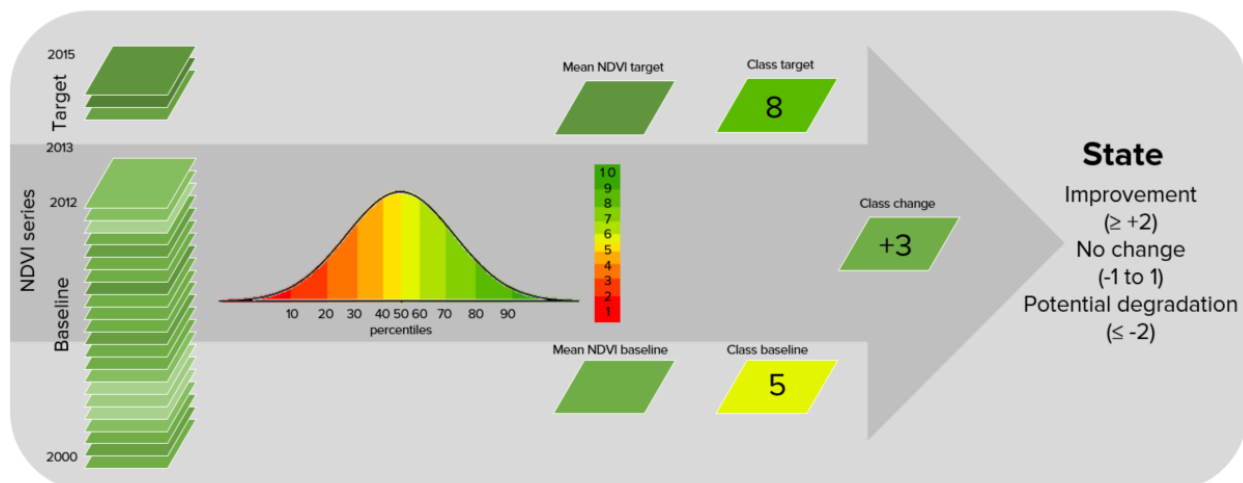 2015
Target
2013
NDVI series
2012
Baseline
2000
Mean NDVI target
Class target
8
10
9
8
7
6
5
4
3
2
1
10 20 30 40 50 60 70 80 90
percentiles
Mean NDVI baseline
Class baseline
5
Class change
+3
State
Improvement
(≥ +2)
No change
(-1 to 1)
Potential degradation
(≤ -2)